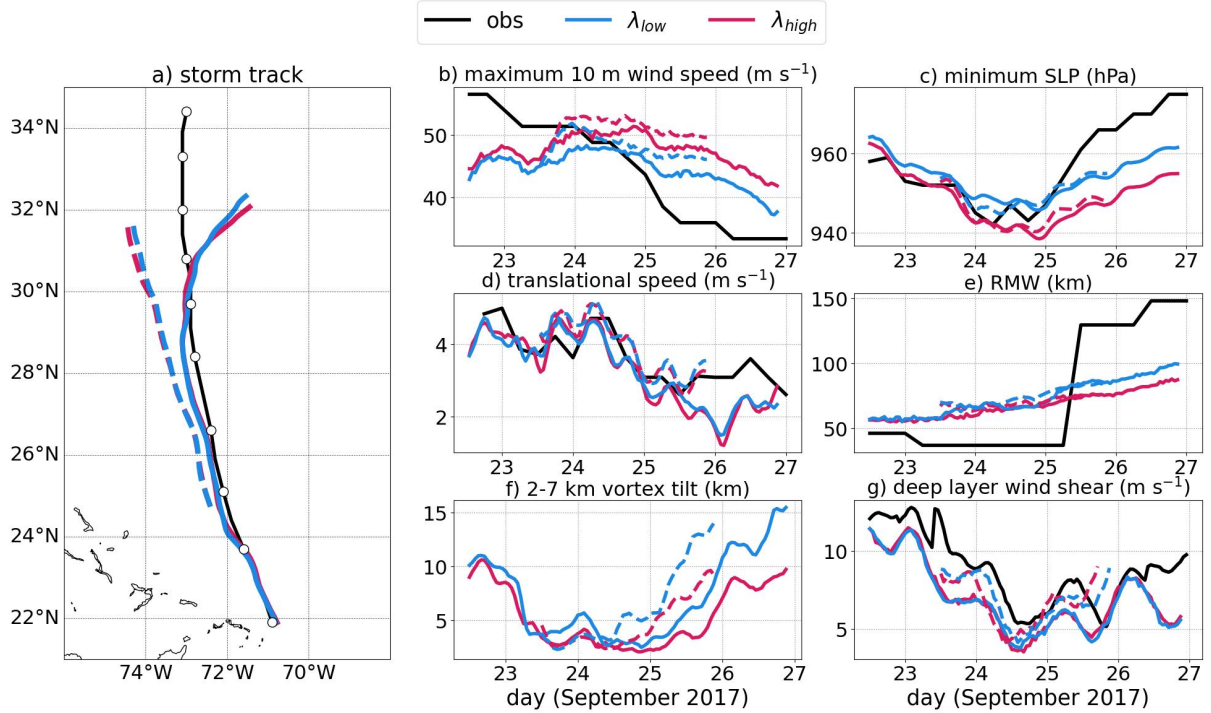 obs λlow λhigh
a) storm track
34°N
32°N
30°N
28°N
26°N
24°N
22°N
74°W 72°W 70°W
b) maximum 10 m wind speed (m s⁻¹)
50
40
23 24 25 26 27
c) minimum SLP (hPa)
960
940
23 24 25 26 27
d) translational speed (m s⁻¹)
4
2
23 24 25 26 27
e) RMW (km)
150
100
50
23 24 25 26 27
f) 2-7 km vortex tilt (km)
15
10
5
23 24 25 26 27
day (September 2017)
g) deep layer wind shear (m s⁻¹)
10
5
23 24 25 26 27
day (September 2017)